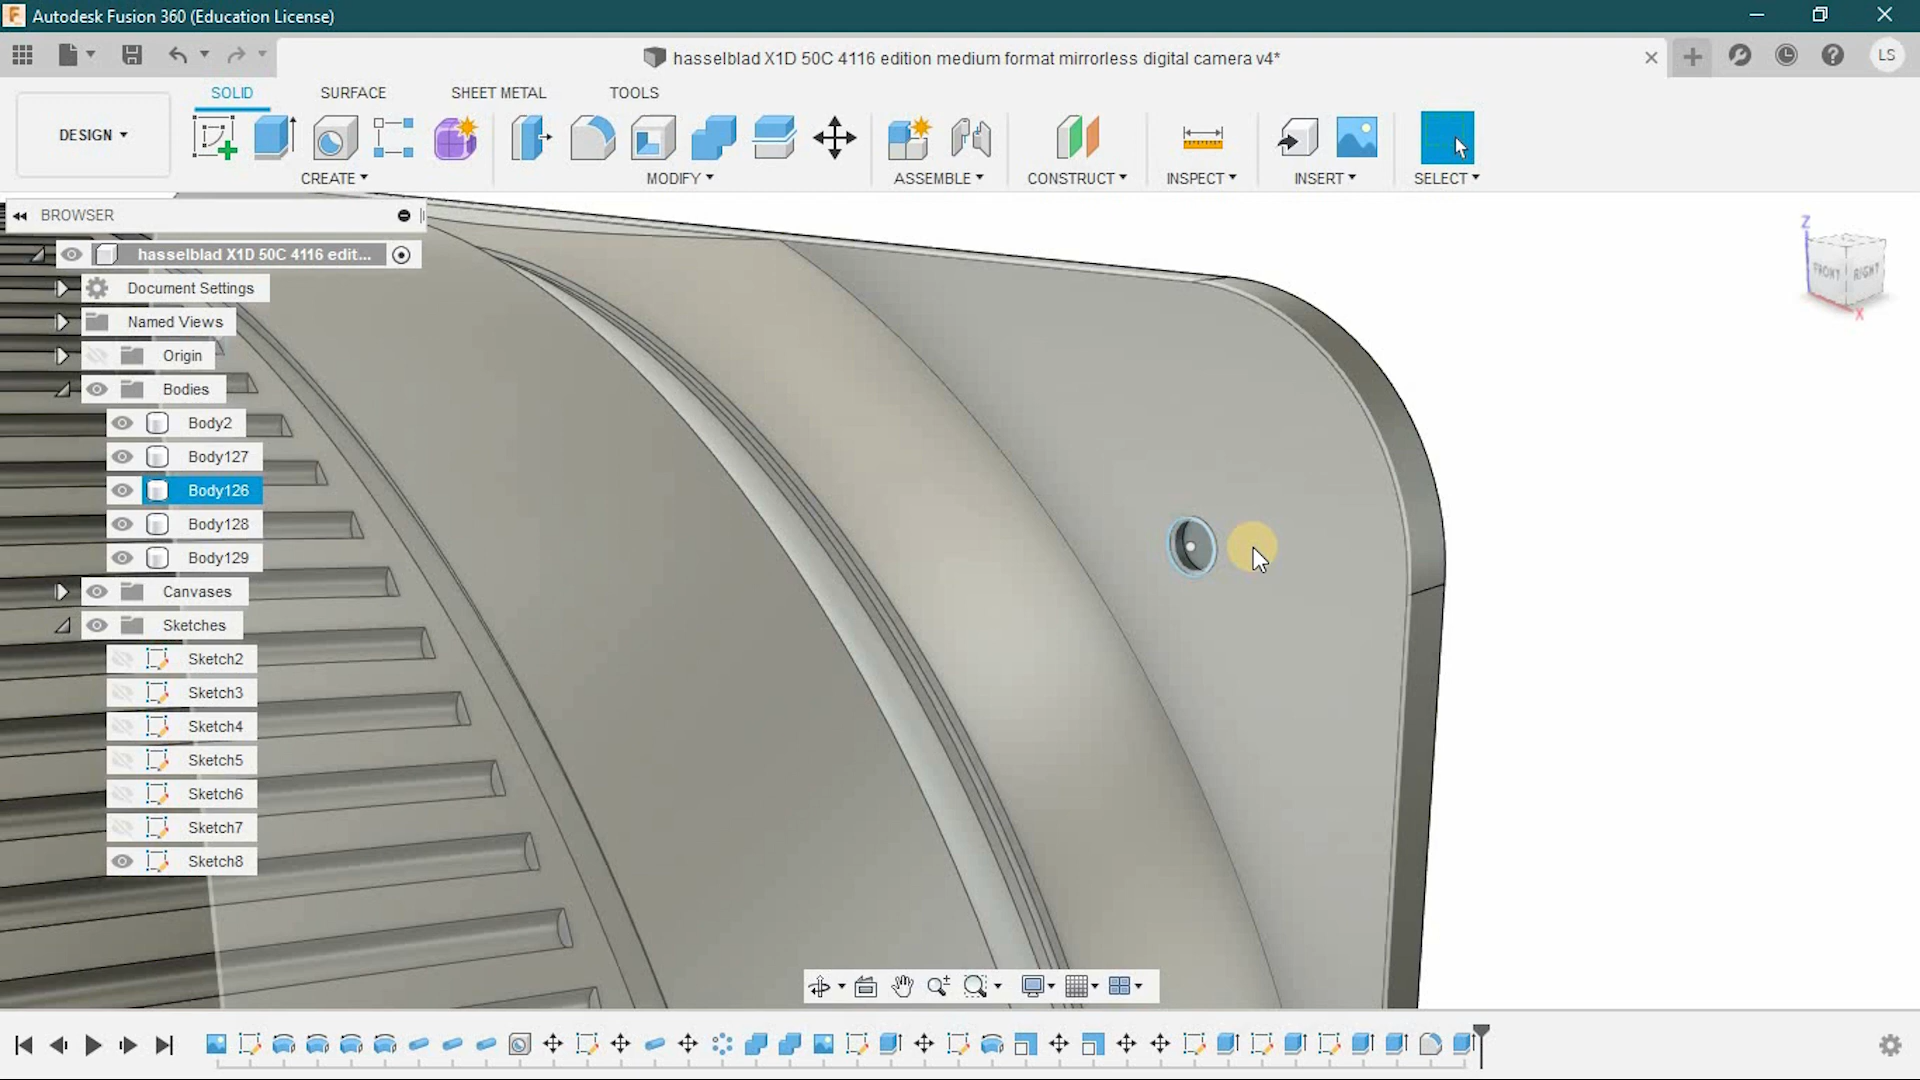 Autodesk Fusion 360 (Education License)
hasselblad X1D 50C 4116 edition medium format mirrorless digital camera v4*
LS
SOLID SURFACE SHEET METAL TOOLS
DESIGN
CREATE MODIFY ASSEMBLE CONSTRUCT INSPECT INSERT SELECT
BROWSER
hasselblad X1D 50C 4116 edit...
Document Settings
Named Views
Origin
Bodies
Body2
Body127
Body126
Body128
Body129
Canvases
Sketches
Sketch2
Sketch3
Sketch4
Sketch5
Sketch6
Sketch7
Sketch8
Z
FRONT RIGHT
X